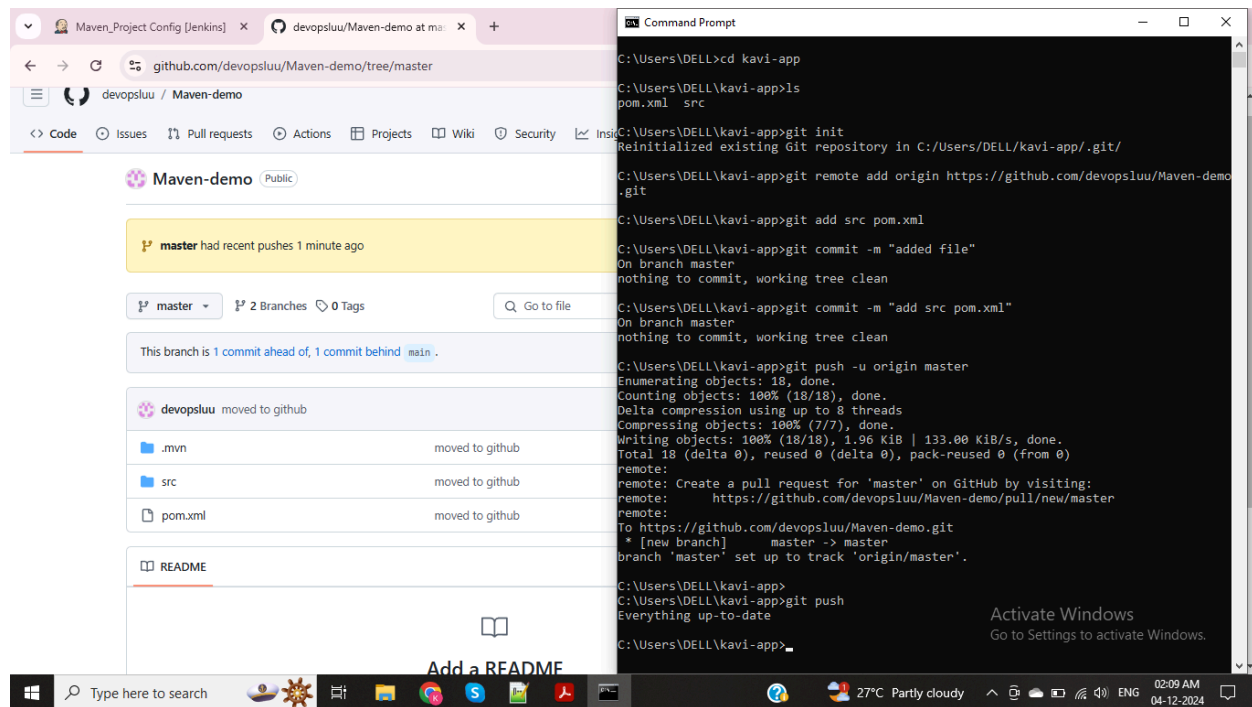 Maven_Project Config [Jenkins]
devopsluu/Maven-demo at mas
github.com/devopsluu/Maven-demo/tree/master
devopsluu / Maven-demo
Code Issues Pull requests Actions Projects Wiki Security
Maven-demo Public
master had recent pushes 1 minute ago
master 2 Branches 0 Tags Go to file
This branch is 1 commit ahead of, 1 commit behind main .
devopsluu moved to github
.mvn moved to github
src moved to github
pom.xml moved to github
README
Add a README
Command Prompt
C:\Users\DELL>cd kavi-app
C:\Users\DELL\kavi-app>ls
pom.xml src
C:\Users\DELL\kavi-app>git init
Reinitialized existing Git repository in C:/Users/DELL/kavi-app/.git/
C:\Users\DELL\kavi-app>git remote add origin https://github.com/devopsluu/Maven-demo
.git
C:\Users\DELL\kavi-app>git add src pom.xml
C:\Users\DELL\kavi-app>git commit -m "added file"
On branch master
nothing to commit, working tree clean
C:\Users\DELL\kavi-app>git commit -m "add src pom.xml"
On branch master
nothing to commit, working tree clean
C:\Users\DELL\kavi-app>git push -u origin master
Enumerating objects: 18, done.
Counting objects: 100% (18/18), done.
Delta compression using up to 8 threads
Compressing objects: 100% (7/7), done.
Writing objects: 100% (18/18), 1.96 KiB | 133.00 KiB/s, done.
Total 18 (delta 0), reused 0 (delta 0), pack-reused 0 (from 0)
remote:
remote: Create a pull request for 'master' on GitHub by visiting:
remote: https://github.com/devopsluu/Maven-demo/pull/new/master
remote:
To https://github.com/devopsluu/Maven-demo.git
* [new branch] master -> master
branch 'master' set up to track 'origin/master'.
C:\Users\DELL\kavi-app>
C:\Users\DELL\kavi-app>git push
Everything up-to-date
C:\Users\DELL\kavi-app>
Activate Windows
Go to Settings to activate Windows.
Type here to search
27°C Partly cloudy
ENG
02:09 AM
04-12-2024